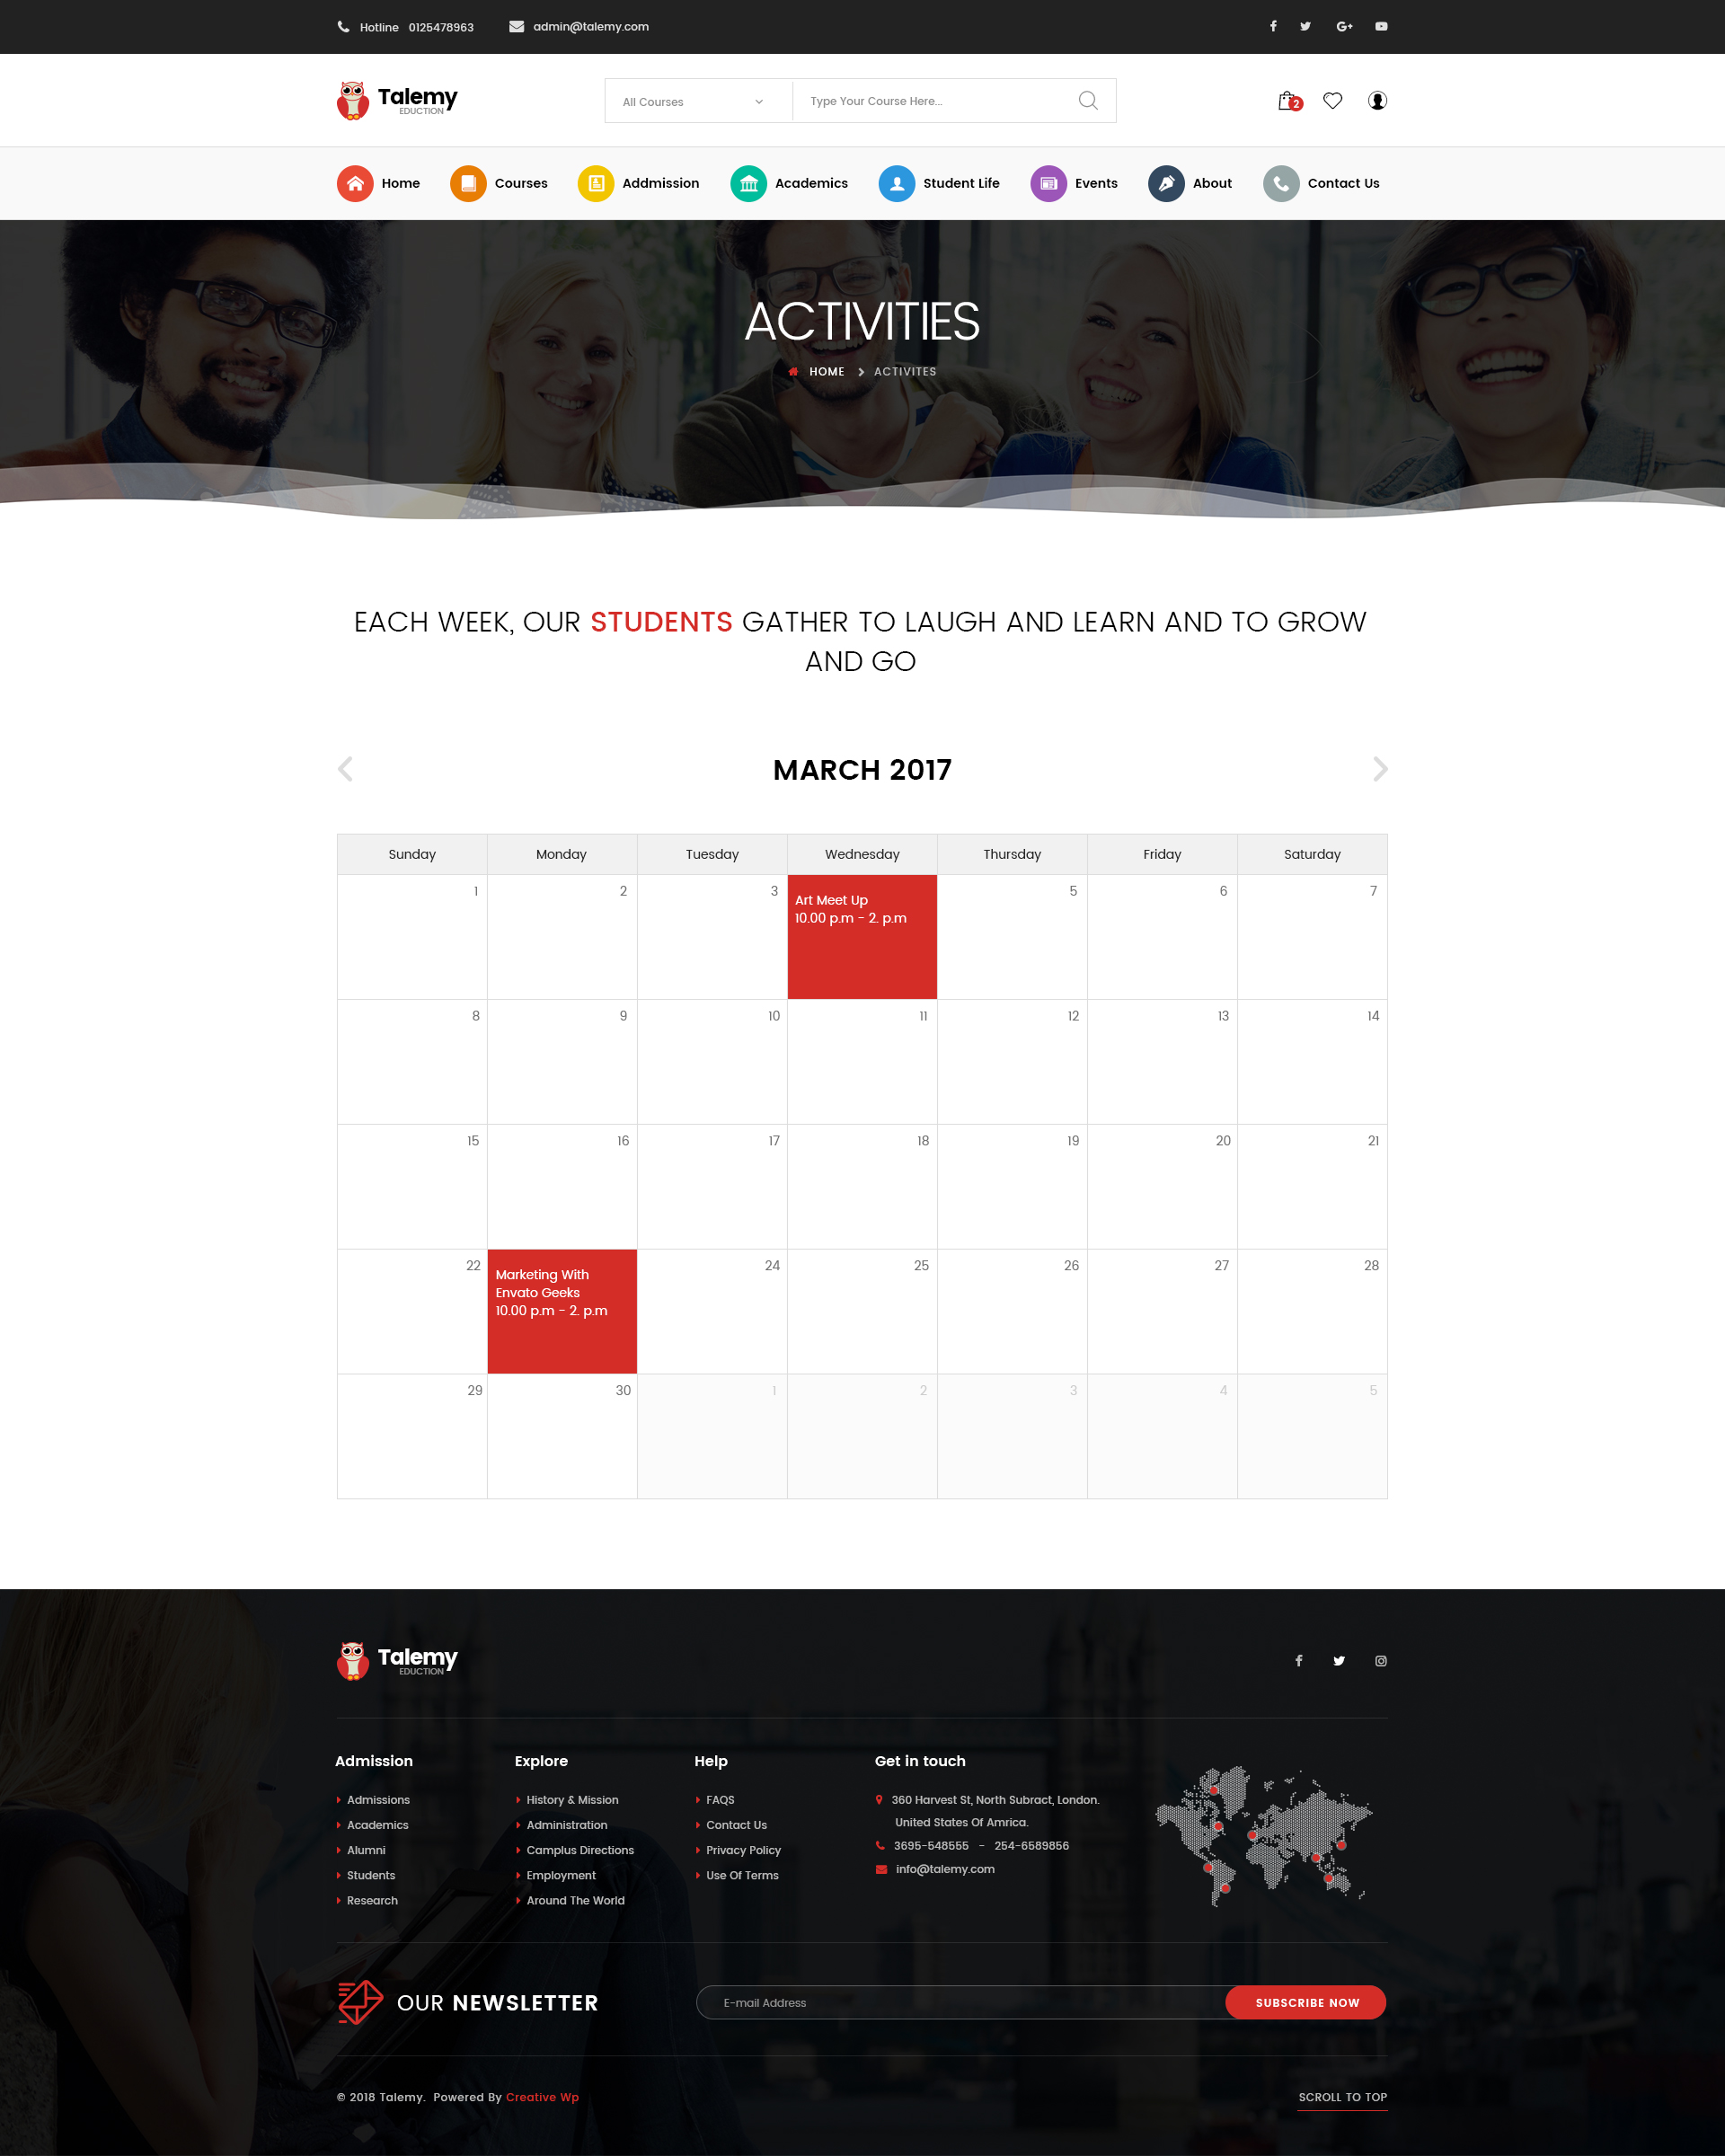 Hotline 0125478963 admin@talemy.com
Talemy
EDUCTION
All Courses
Type Your Course Here...
2
Home Courses Addmission Academics Student Life Events About Contact Us
ACTIVITIES
HOME ACTIVITES
EACH WEEK, OUR STUDENTS GATHER TO LAUGH AND LEARN AND TO GROW
AND GO
MARCH 2017
Sunday Monday Tuesday Wednesday Thursday Friday Saturday
1 2 3 5 6 7
Art Meet Up
10.00 p.m - 2. p.m
8 9 10 11 12 13 14
15 16 17 18 19 20 21
22 24 25 26 27 28
Marketing With
Envato Geeks
10.00 p.m - 2. p.m
29 30 1 2 3 4 5
Talemy
EDUCTION
Admission
Admissions
Academics
Alumni
Students
Research
Explore
History & Mission
Administration
Camplus Directions
Employment
Around The World
Help
FAQS
Contact Us
Privacy Policy
Use Of Terms
Get in touch
360 Harvest St, North Subract, London.
United States Of Amrica.
3695-548555 - 254-6589856
info@talemy.com
OUR NEWSLETTER
E-mail Address
SUBSCRIBE NOW
© 2018 Talemy. Powered By Creative Wp
SCROLL TO TOP